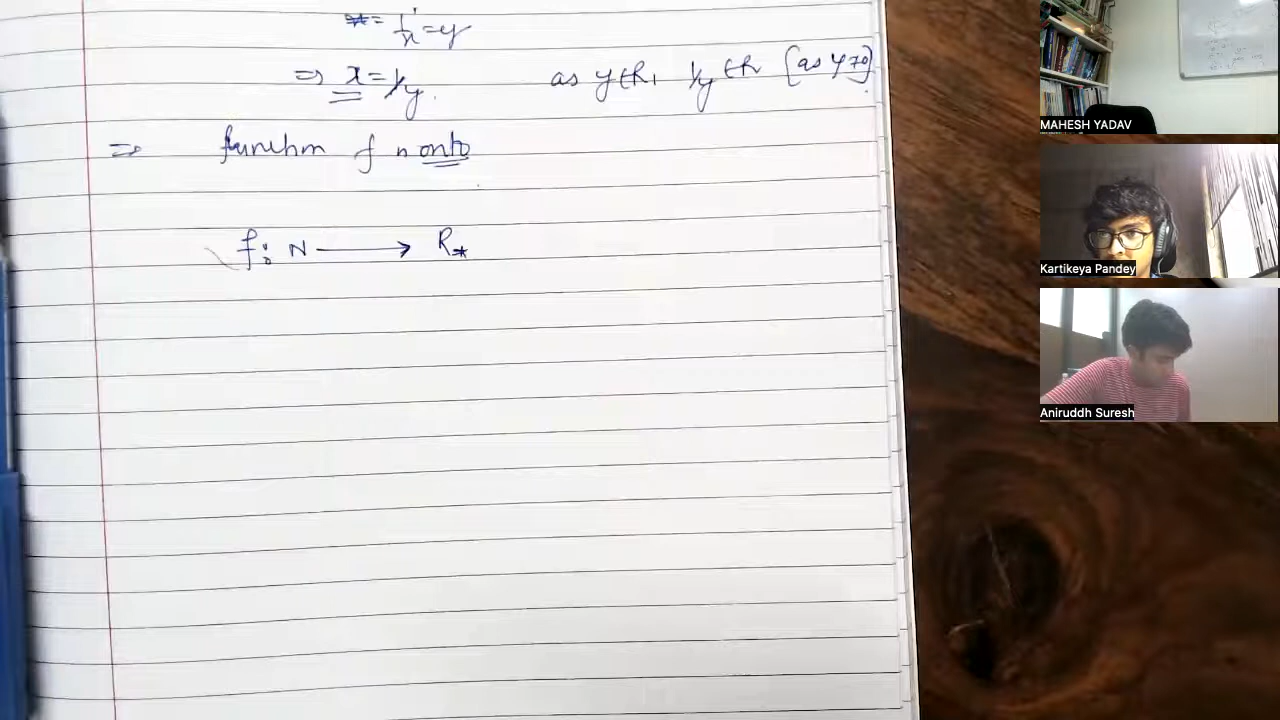 = 1/x = y
⇒ x = 1/y. as y ∈ R, 1/y ∈ R [as y ≠ 0]
⇒ function f is onto
f: N ⟶ R*
MAHESH YADAV
Kartikeya Pandey
Aniruddh Suresh